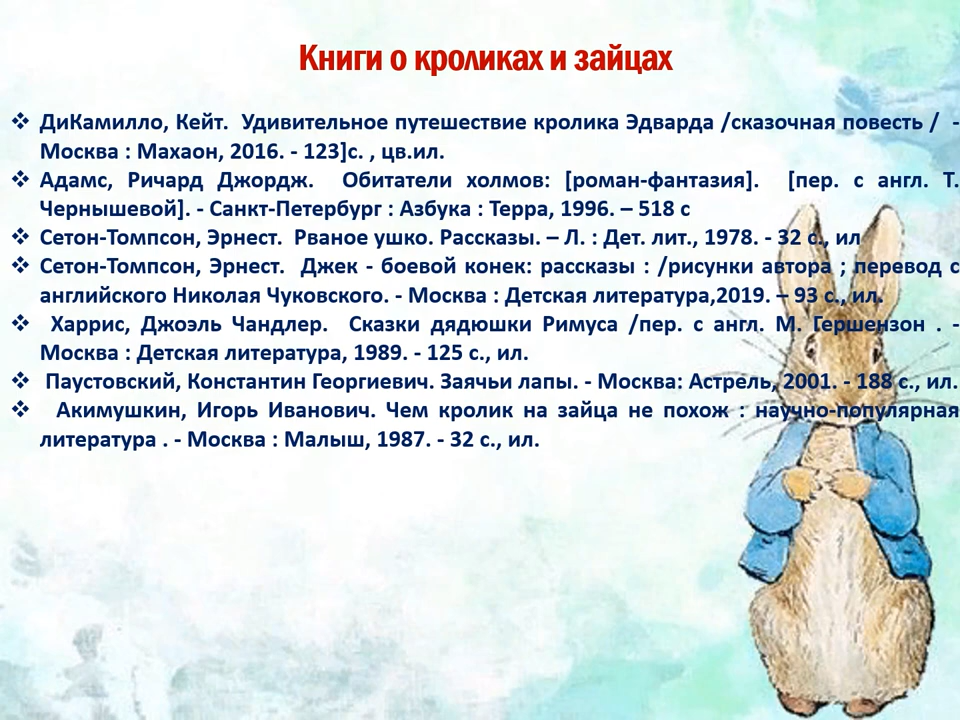 Книги о кроликах и зайцах
❖ ДиКамилло, Кейт. Удивительное путешествие кролика Эдварда /сказочная повесть / -
Москва : Махаон, 2016. - 123]с. , цв.ил.
❖ Адамс, Ричард Джордж. Обитатели холмов: [роман-фантазия]. [пер. с англ. Т.
Чернышевой]. - Санкт-Петербург : Азбука : Терра, 1996. – 518 с
❖ Сетон-Томпсон, Эрнест. Рваное ушко. Рассказы. – Л. : Дет. лит., 1978. - 32 с., ил
❖ Сетон-Томпсон, Эрнест. Джек - боевой конек: рассказы : /рисунки автора ; перевод с
английского Николая Чуковского. - Москва : Детская литература,2019. – 93 с., ил.
❖ Харрис, Джоэль Чандлер. Сказки дядюшки Римуса /пер. с англ. М. Гершензон . -
Москва : Детская литература, 1989. - 125 с., ил.
❖ Паустовский, Константин Георгиевич. Заячьи лапы. - Москва: Астрель, 2001. - 188 с., ил.
❖ Акимушкин, Игорь Иванович. Чем кролик на зайца не похож : научно-популярная
литература . - Москва : Малыш, 1987. - 32 с., ил.